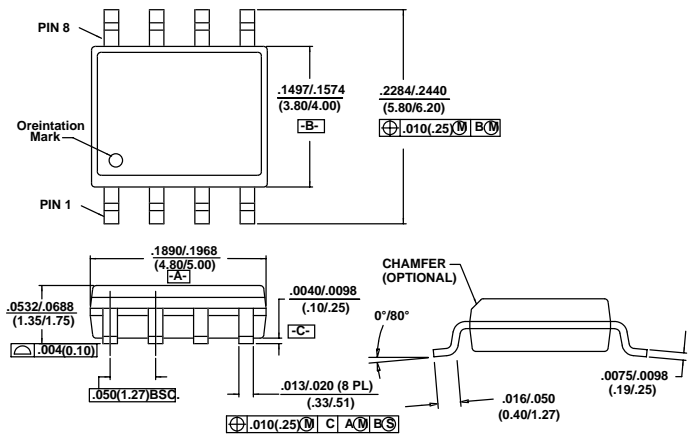 PIN 8
.1497/.1574
(3.80/4.00)
-B-
.2284/.2440
(5.80/6.20)
.010(.25)Ⓜ BⓂ
Oreintation
Mark
PIN 1
.1890/.1968
(4.80/5.00)
-A-
.0532/.0688
(1.35/1.75)
.004(0.10)
.0040/.0098
(.10/.25)
-C-
.050(1.27)BSC.
.013/.020 (8 PL)
(.33/.51)
.010(.25)Ⓜ C AⓂ BⓈ
CHAMFER
(OPTIONAL)
0°/80°
.016/.050
(0.40/1.27)
.0075/.0098
(.19/.25)